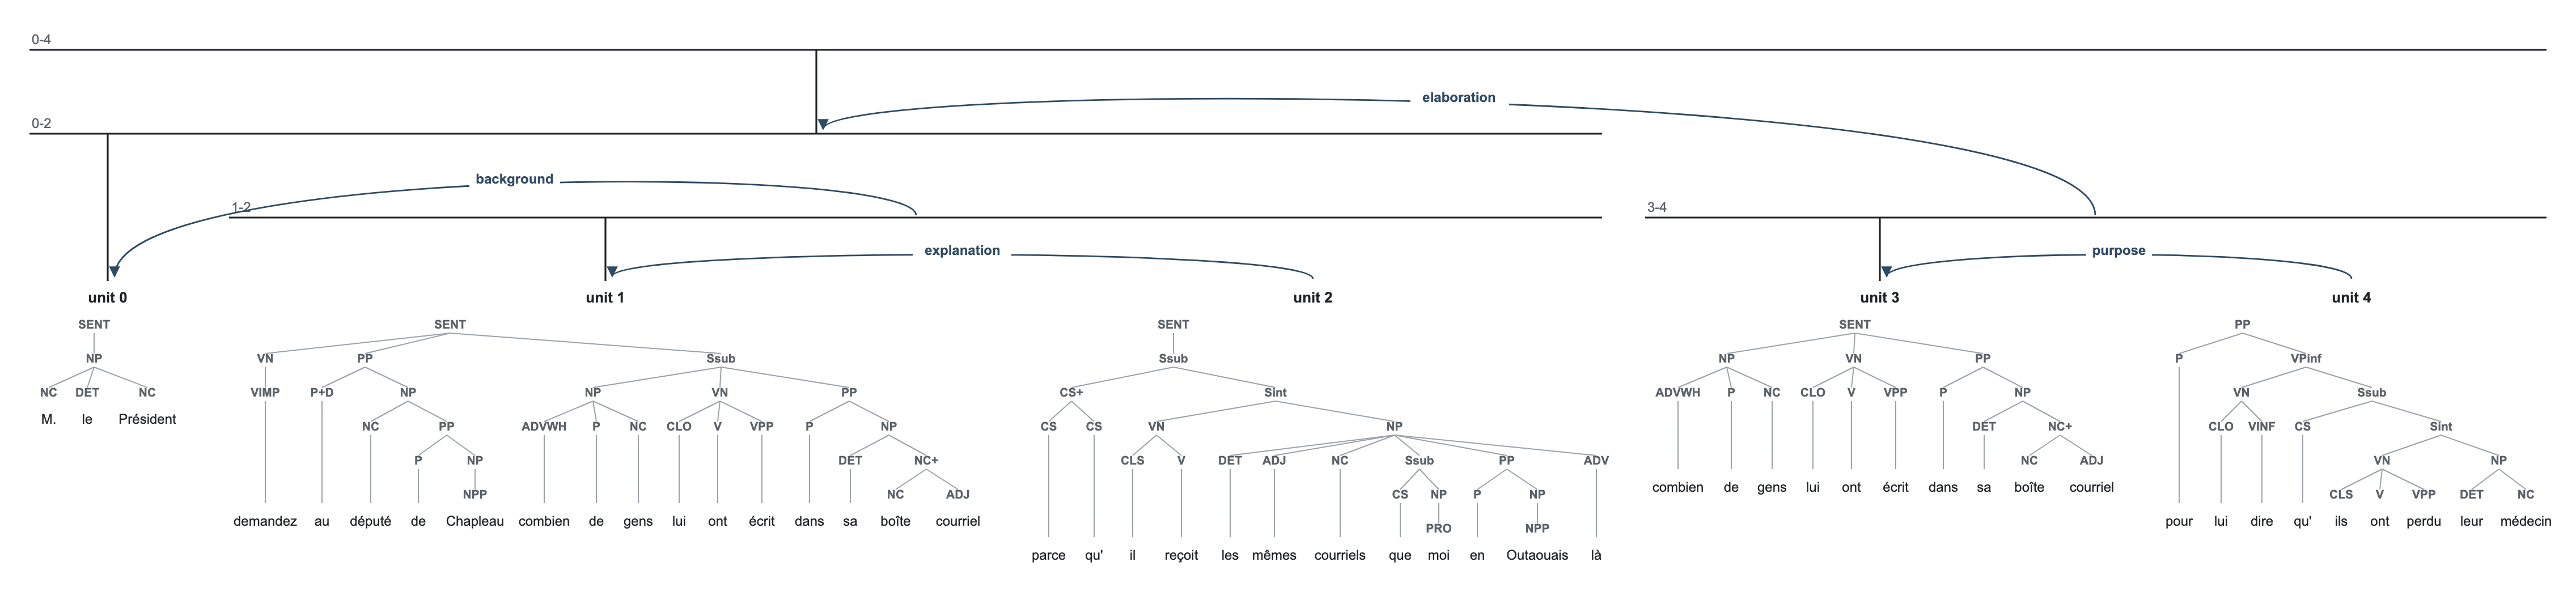 0-4
elaboration
0-2
background
1-2 3-4
explanation purpose
unit 0 unit 1 unit 2 unit 3 unit 4
SENT SENT SENT SENT PP
NP VN PP Ssub Ssub NP VN PP P VPinf
NC DET NC VIMP P+D NP NP VN PP CS+ Sint ADVWH P NC CLO V VPP P NP VN Ssub
M. le Président NC PP ADVWH P NC CLO V VPP P NP CS CS VN NP DET NC+ CLO VINF CS Sint
P NP DET NC+ CLS V DET ADJ NC Ssub PP ADV NC ADJ VN NP
combien de gens lui ont écrit dans sa boîte courriel
NPP NC ADJ CS NP P NP CLS V VPP DET NC
demandez au député de Chapleau combien de gens lui ont écrit dans sa boîte courriel pour lui dire qu' ils ont perdu leur médecin
PRO NPP
parce qu' il reçoit les mêmes courriels que moi en Outaouais là